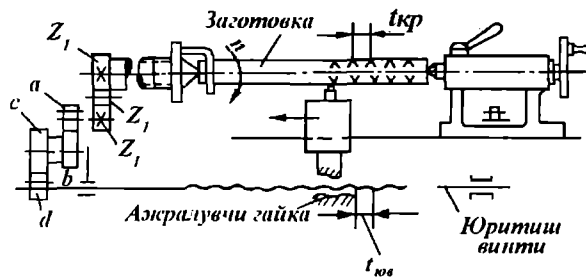 Заготовка
tкр
Z1
n
a
Z1
c
Z1
b
d
Ажралувчи гайка
Юритиш
винти
tюв